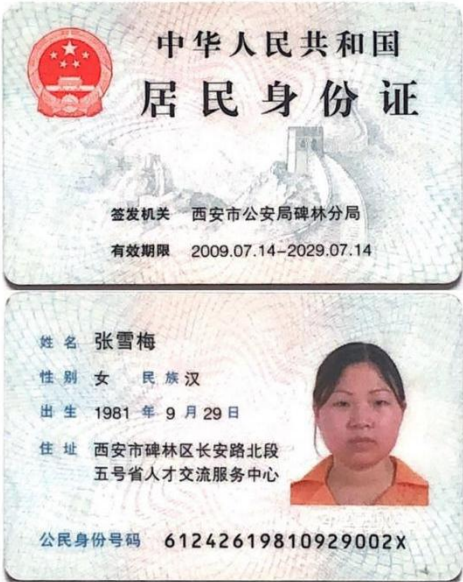 中华人民共和国
居民身份证
签发机关 西安市公安局碑林分局
有效期限 2009.07.14-2029.07.14
姓名 张雪梅
性别 女 民族 汉
出生 1981 年 9 月 29 日
住址 西安市碑林区长安路北段
五号省人才交流服务中心
公民身份号码 61242619810929002X